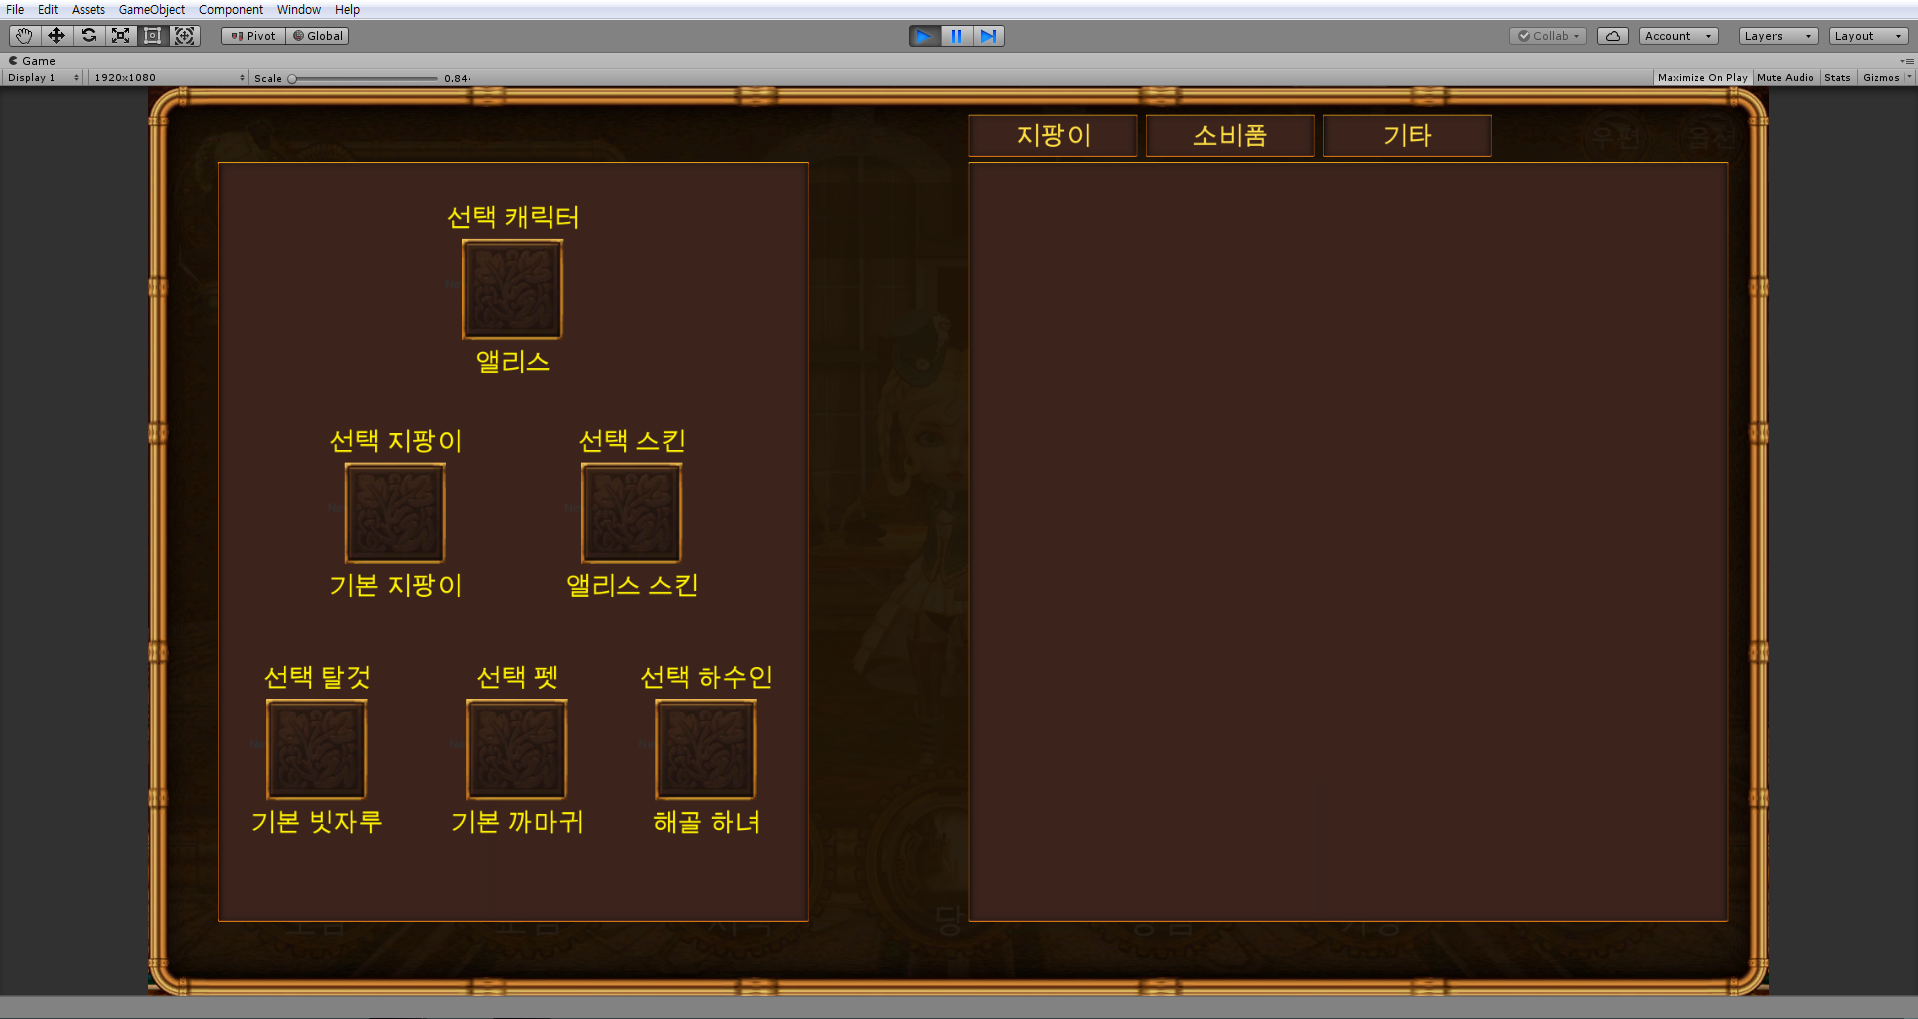 File Edit Assets GameObject Component Window Help
Pivot Global Collab Account Layers Layout
Game
Display 1 1920x1080 Scale 0.84 Maximize On Play Mute Audio Stats Gizmos
지팡이 소비품 기타 우편 옵션
선택 캐릭터
앨리스
선택 지팡이 선택 스킨
기본 지팡이 앨리스 스킨
선택 탈것 선택 펫 선택 하수인
기본 빗자루 기본 까마귀 해골 하녀